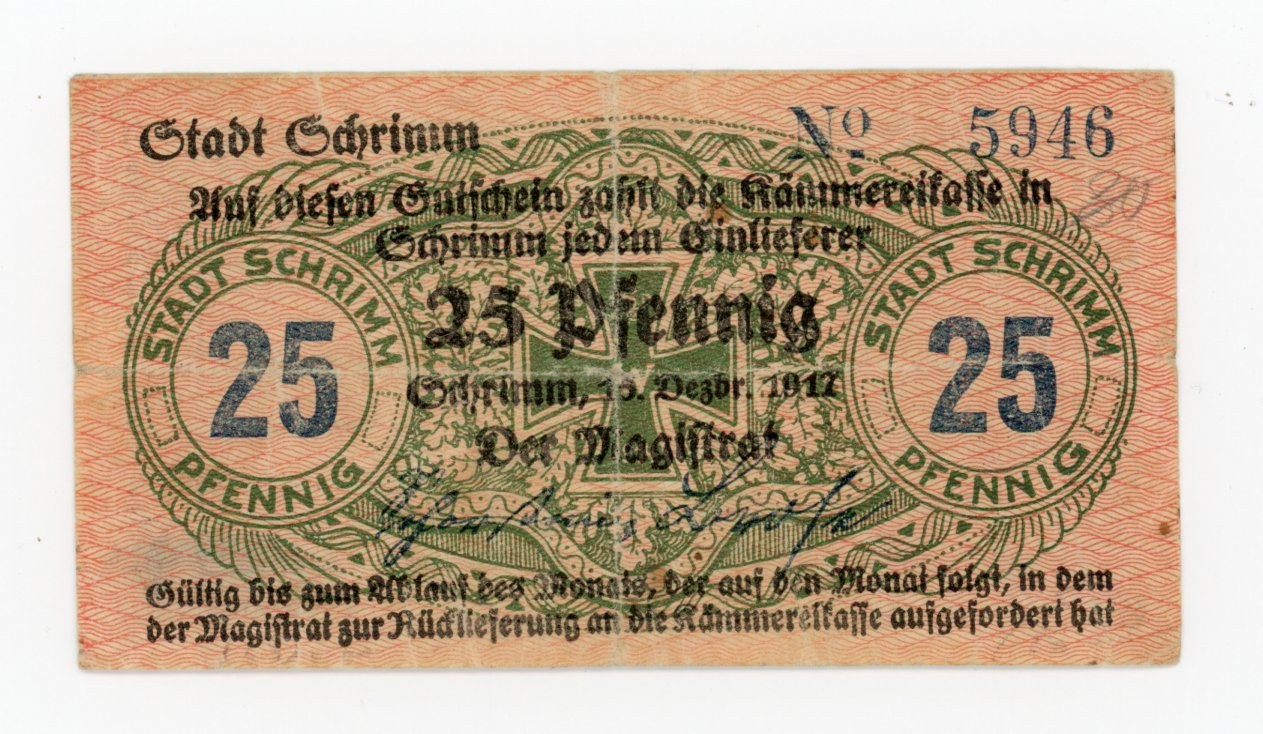 Stadt Schrimm
Nº 5946
Auf diesen Gutschein zahlt die Kämmereikasse in
Schrimm jedem Einlieferer
25 Pfennig
Schrimm, 15. Dezbr. 1917
Der Magistrat
STADT SCHRIMM
25
PFENNIG
STADT SCHRIMM
25
PFENNIG
Gültig bis zum Ablauf des Monats, der auf den Monat folgt, in dem
der Magistrat zur Rücklieferung an die Kämmereikasse aufgefordert hat